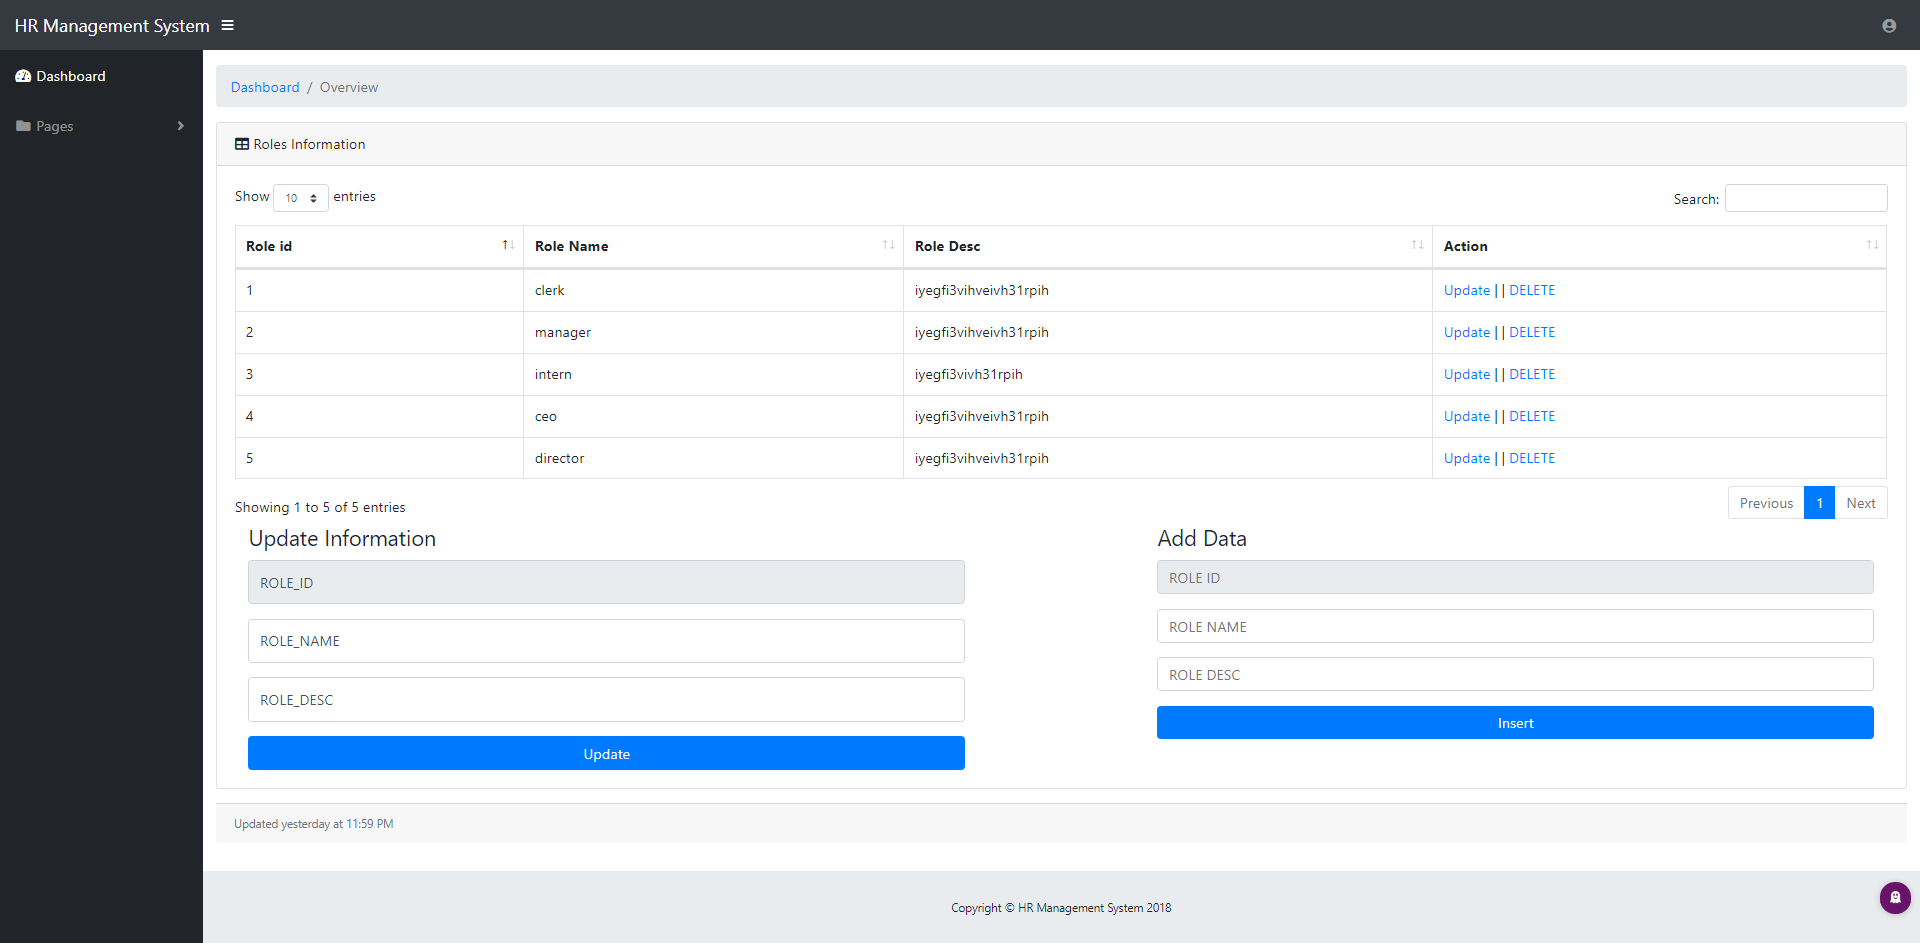 HR Management System
Dashboard
Pages
Dashboard / Overview
Roles Information
Show 10 entries
Search:
Role id Role Name Role Desc Action
1 clerk iyegfi3vihveivh31rpih Update || DELETE
2 manager iyegfi3vihveivh31rpih Update || DELETE
3 intern iyegfi3vivh31rpih Update || DELETE
4 ceo iyegfi3vihveivh31rpih Update || DELETE
5 director iyegfi3vihveivh31rpih Update || DELETE
Showing 1 to 5 of 5 entries
Previous 1 Next
Update Information
ROLE_ID
ROLE_NAME
ROLE_DESC
Update
Add Data
ROLE ID
ROLE NAME
ROLE DESC
Insert
Updated yesterday at 11:59 PM
Copyright © HR Management System 2018